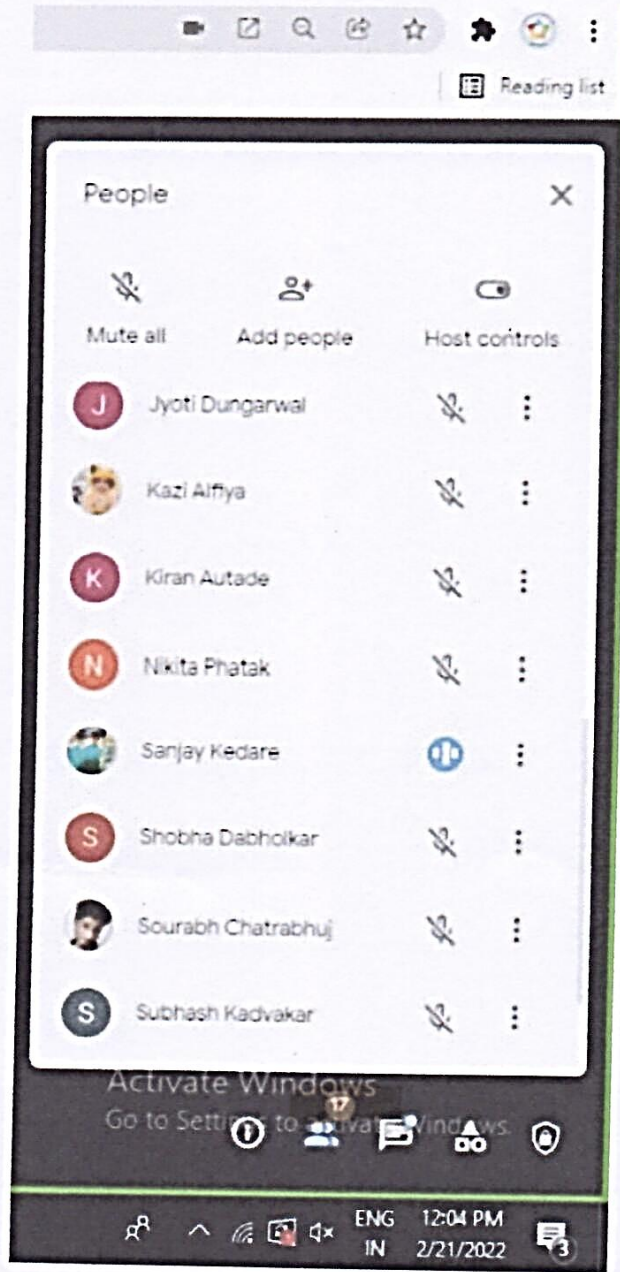 Reading list
People
Mute all Add people Host controls
J Jyoti Dungarwal
Kazi Alfiya
K Kiran Autade
N Nikita Phatak
Sanjay Kedare
S Shobha Dabholkar
Sourabh Chatrabhuj
S Subhash Kadvakar
Activate Windows
17
Go to Settings to activate Windows.
ENG 12:04 PM
IN 2/21/2022
3